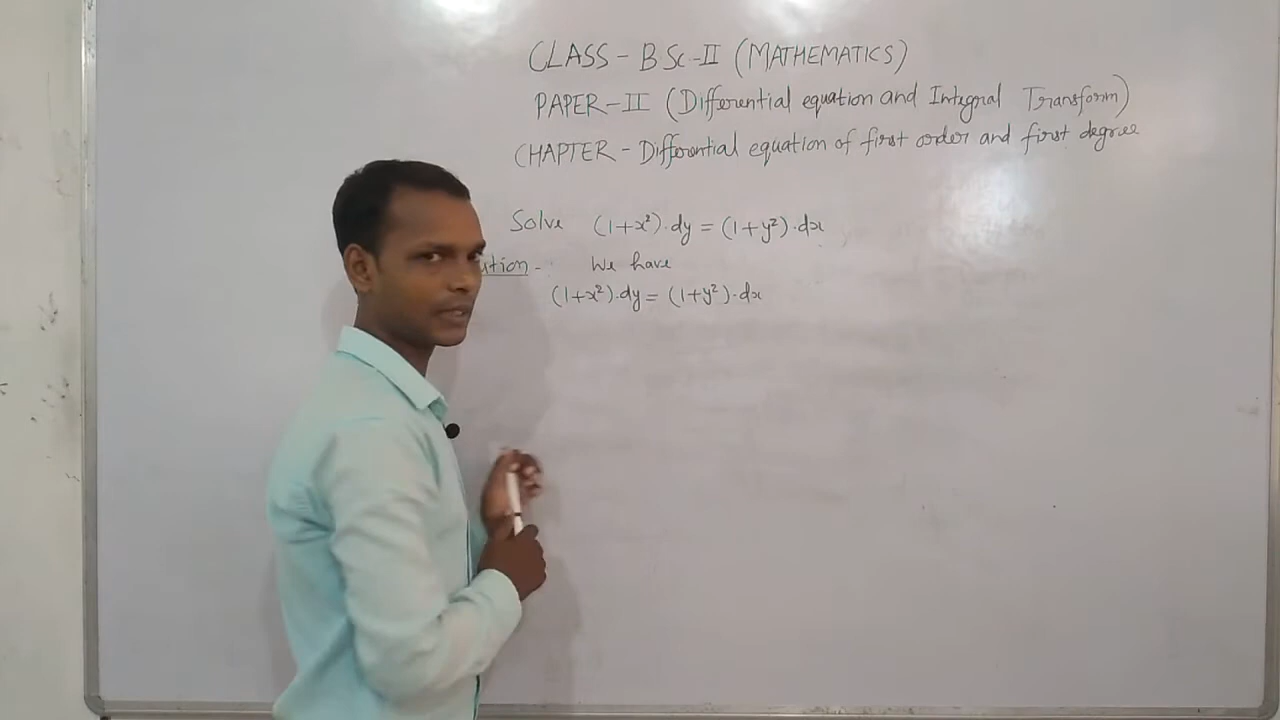 CLASS - B Sc-II (MATHEMATICS)
PAPER-II (Differential equation and Integral Transform)
CHAPTER - Differential equation of first order and first degree
Solve (1+x²).dy = (1+y²).dx
ution - We have
(1+x²).dy = (1+y²).dx